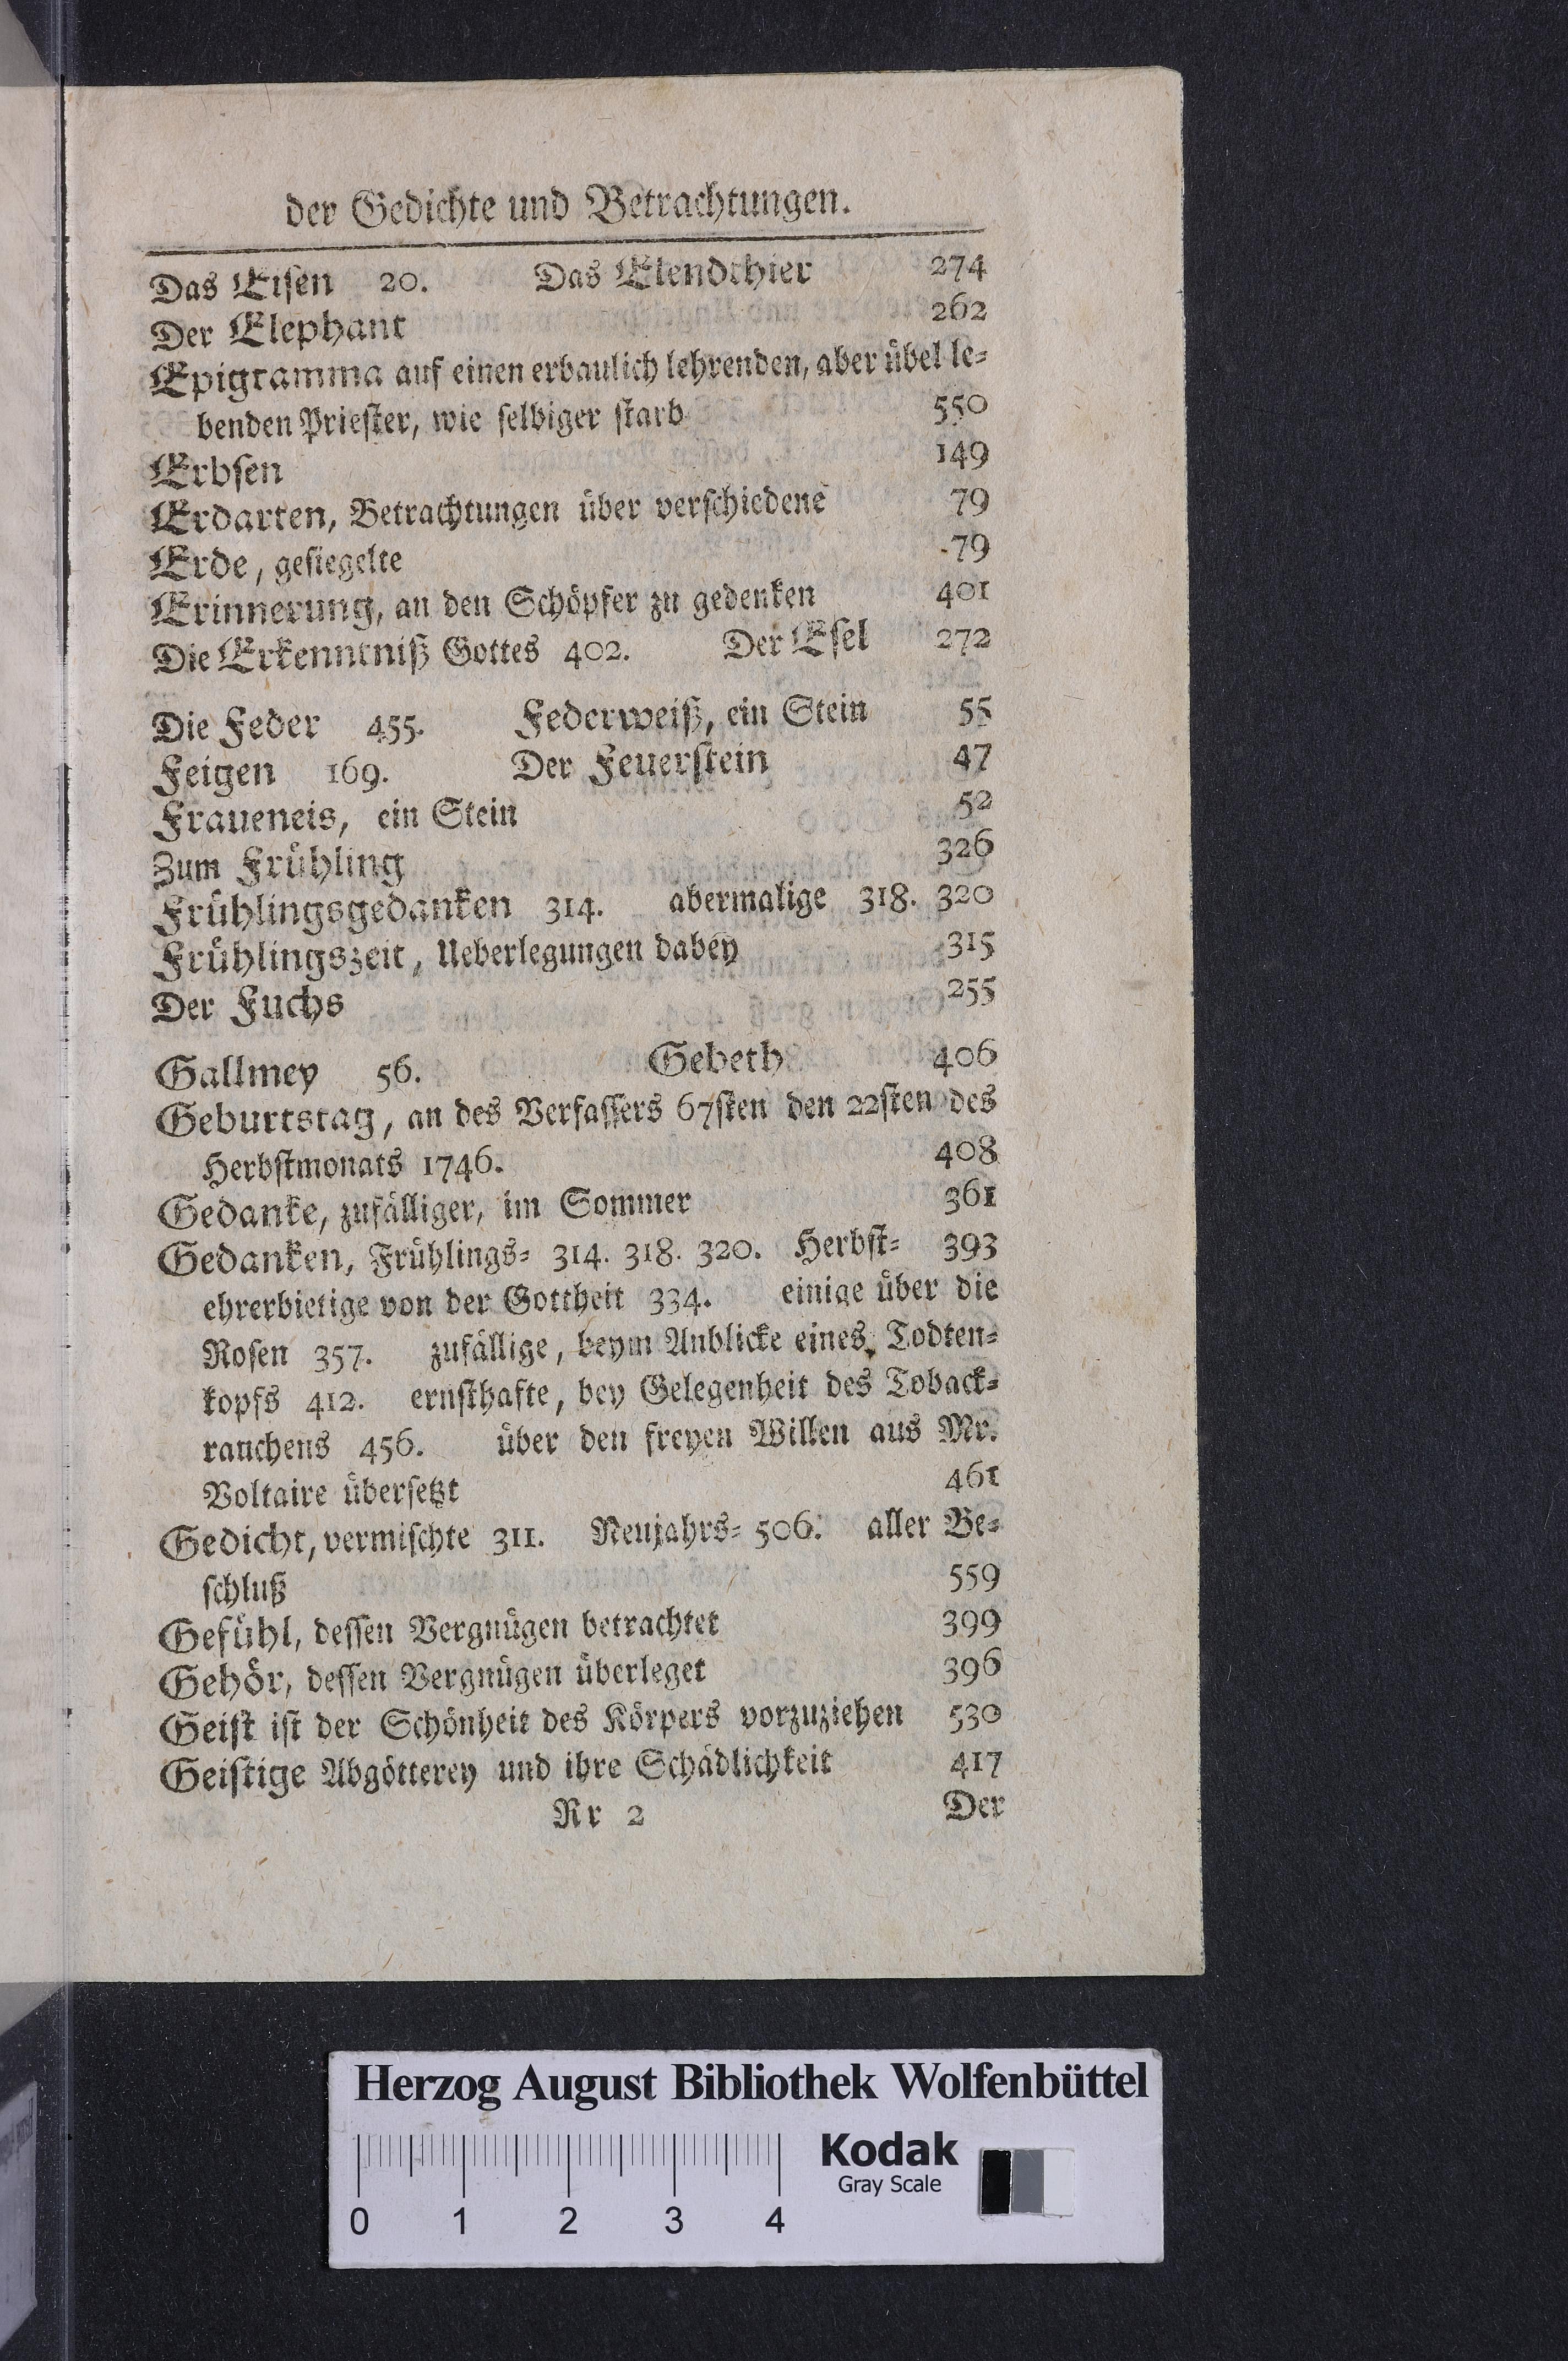 der Gedichte und Betrachtungen.
Das Eisen 20. Das Elendthier 274
Der Elephant 262
Epigramma auf einen erbaulich lehrenden, aber übel le-
benden Priester, wie selbiger starb 550
Erbsen 149
Erdarten, Betrachtungen über verschiedene 79
Erde, gesiegelte 79
Erinnerung, an den Schöpfer zu gedenken 401
Die Erkenntniß Gottes 402. Der Esel 272
Die Feder 455. Federweiß, ein Stein 55
Feigen 169. Der Feuerstein 47
Fraueneis, ein Stein 52
Zum Frühling 326
Frühlingsgedanken 314. abermalige 318. 320
Frühlingszeit, Ueberlegungen dabey 315
Der Fuchs 255
Gallmey 56. Gebeth 406
Geburtstag, an des Verfassers 67sten den 22sten des
Herbstmonats 1746. 408
Gedanke, zufälliger, im Sommer 361
Gedanken, Frühlings- 314. 318. 320. Herbst- 393
ehrerbietige von der Gottheit 334. einige über die
Rosen 357. zufällige, beym Anblicke eines Todten-
kopfs 412. ernsthafte, bey Gelegenheit des Toback-
rauchens 456. über den freyen Willen aus Mr.
Voltaire übersetzt 461
Gedicht, vermischte 311. Neujahrs- 506. aller Be-
schluß 559
Gefühl, dessen Vergnügen betrachtet 399
Gehör, dessen Vergnügen überleget 396
Geist ist der Schönheit des Körpers vorzuziehen 530
Geistige Abgötterey und ihre Schädlichkeit 417
Rr 2 Der
Herzog August Bibliothek Wolfenbüttel
Kodak
Gray Scale
0 1 2 3 4